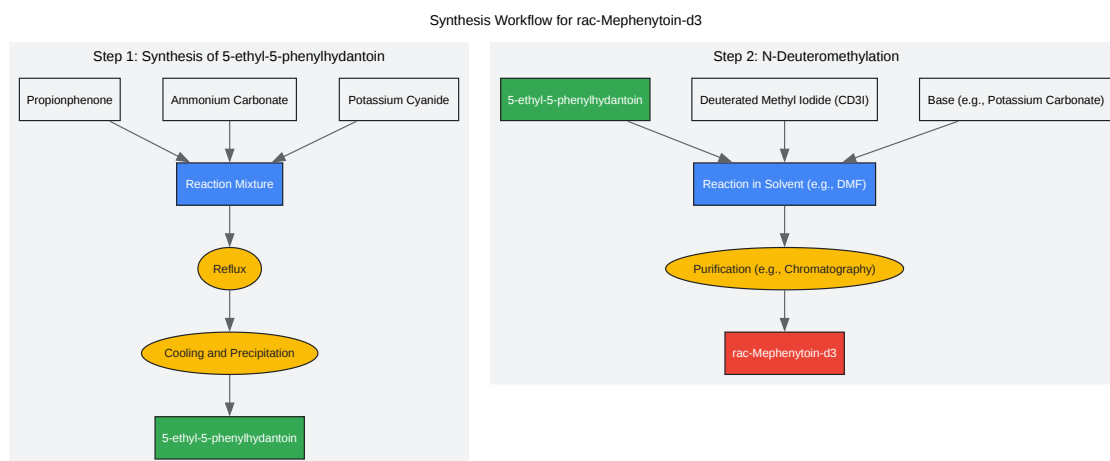 Synthesis Workflow for rac-Mephenytoin-d3
Step 1: Synthesis of 5-ethyl-5-phenylhydantoin
Propionphenone
Ammonium Carbonate
Potassium Cyanide
Reaction Mixture
Reflux
Cooling and Precipitation
5-ethyl-5-phenylhydantoin
Step 2: N-Deuteromethylation
5-ethyl-5-phenylhydantoin
Deuterated Methyl Iodide (CD3I)
Base (e.g., Potassium Carbonate)
Reaction in Solvent (e.g., DMF)
Purification (e.g., Chromatography)
rac-Mephenytoin-d3